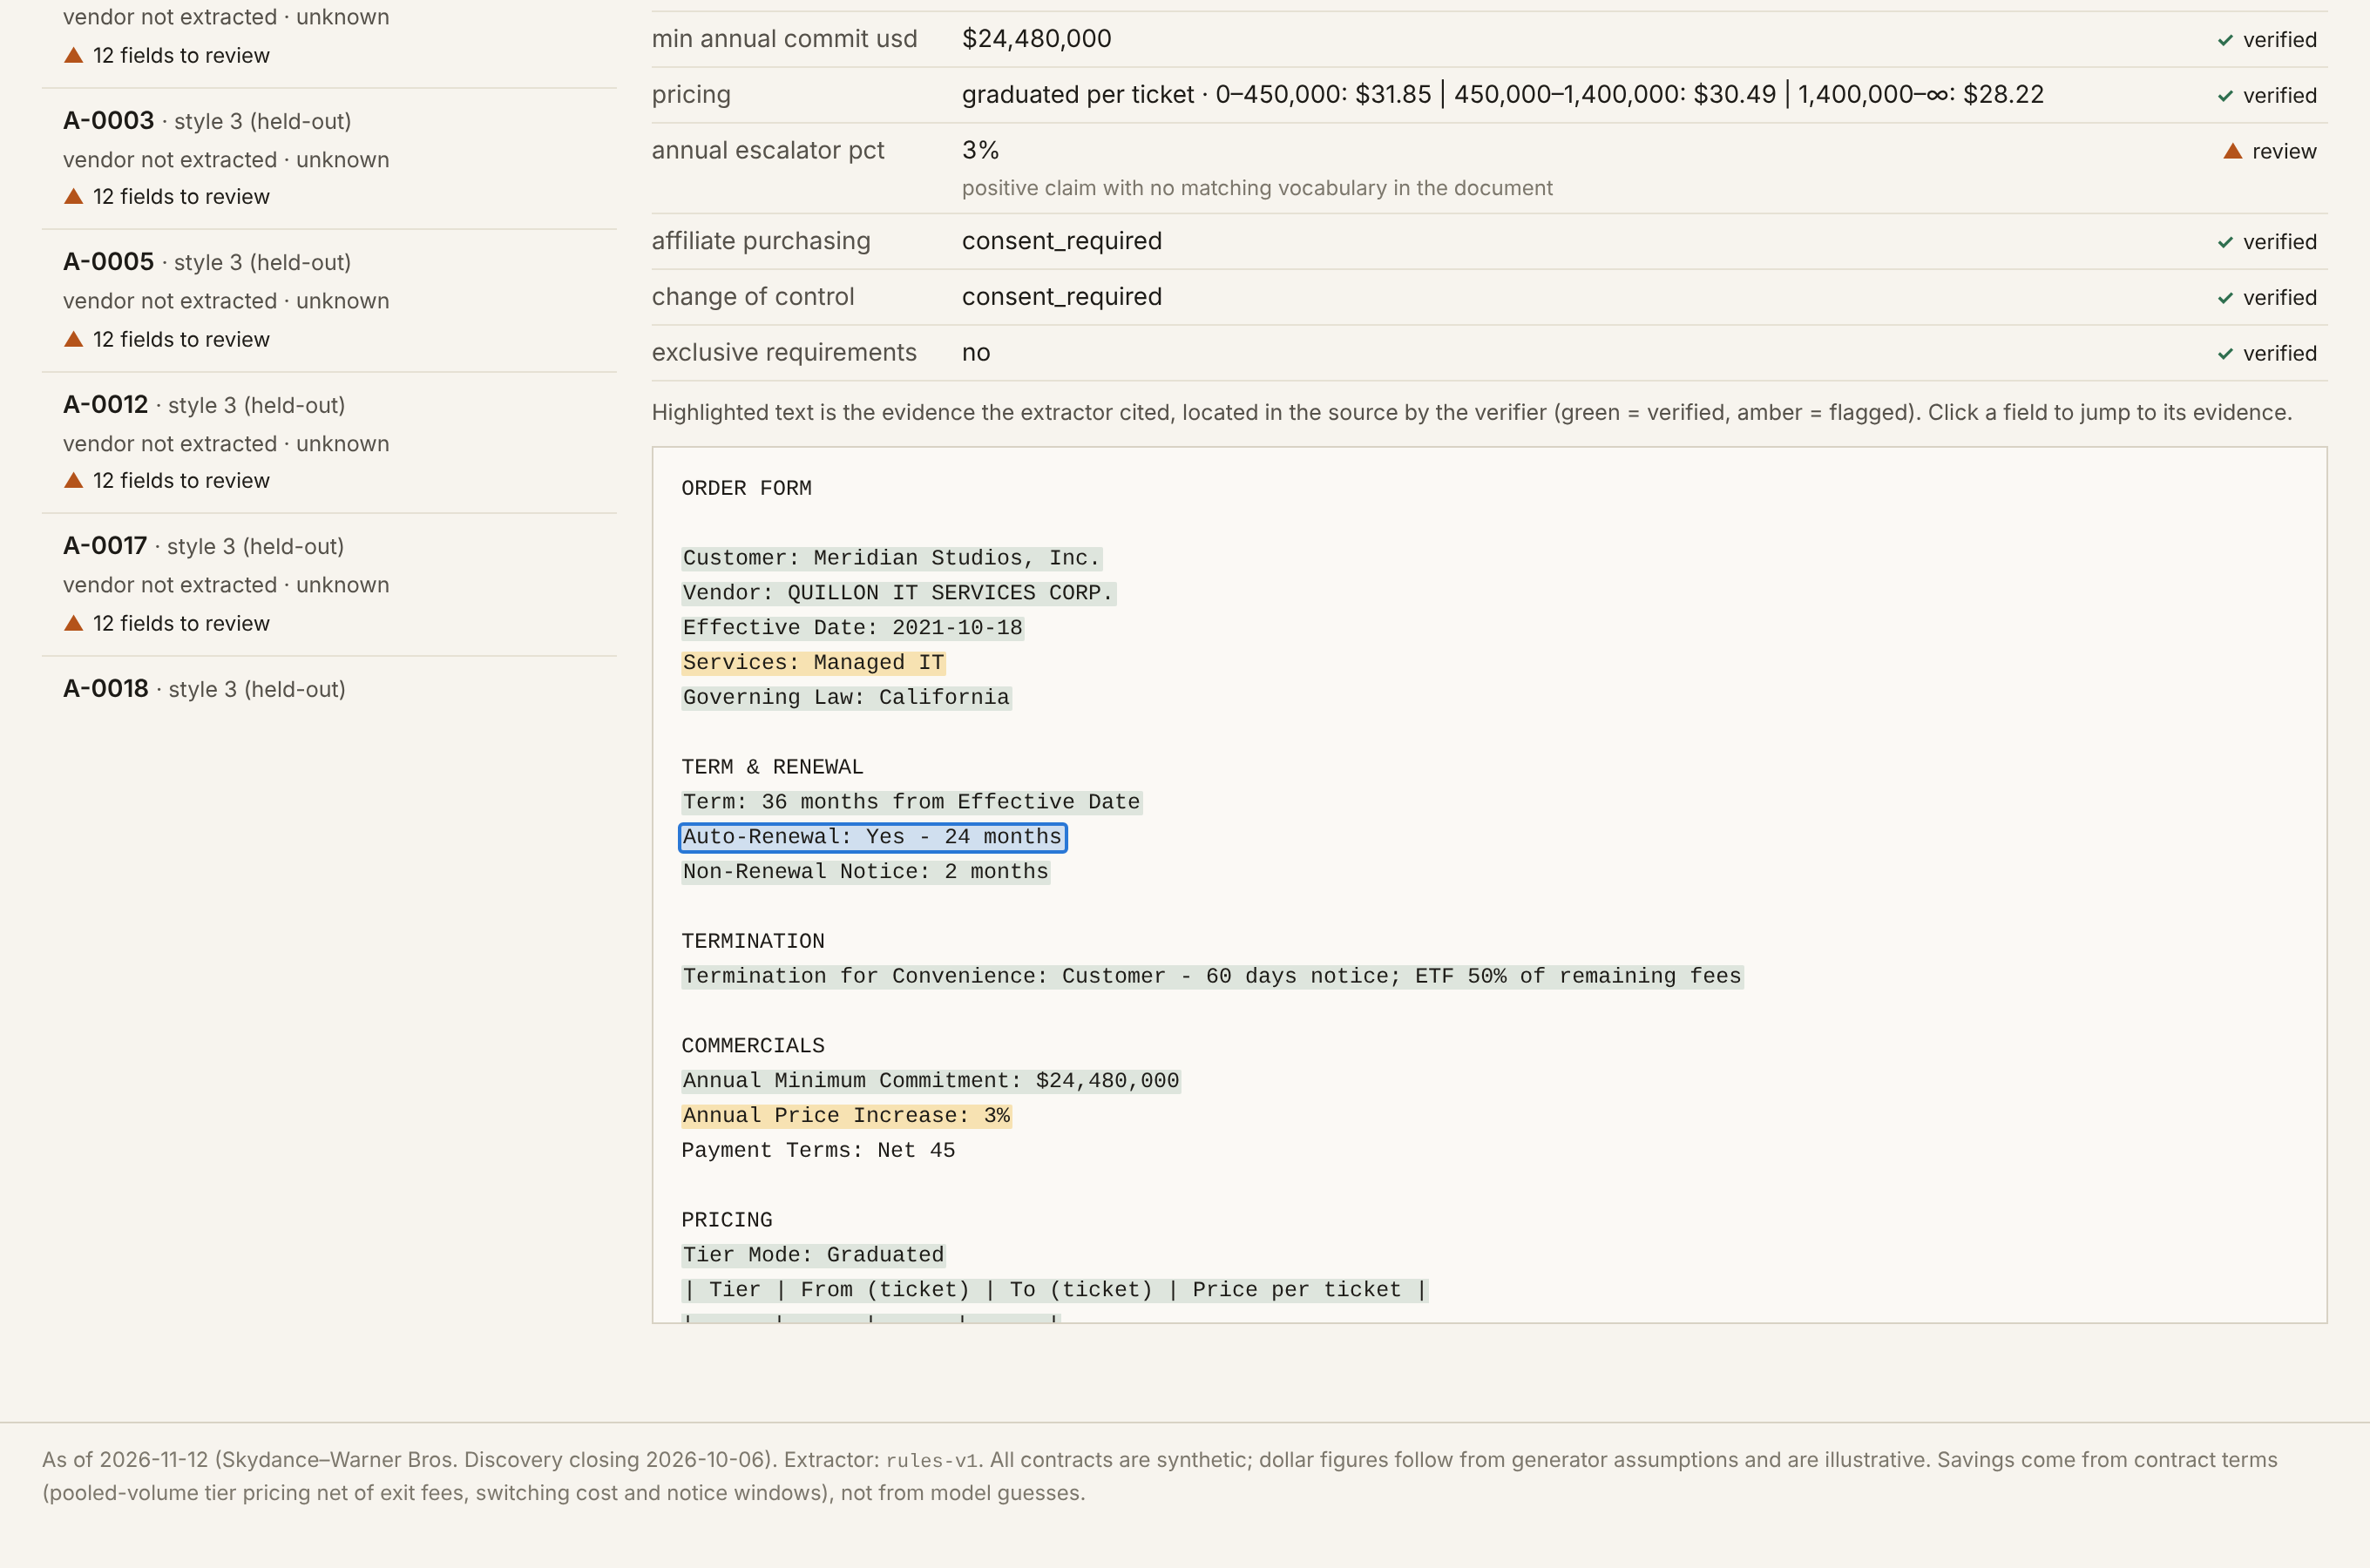 vendor not extracted · unknown
12 fields to review
A-0003 · style 3 (held-out)
vendor not extracted · unknown
12 fields to review
A-0005 · style 3 (held-out)
vendor not extracted · unknown
12 fields to review
A-0012 · style 3 (held-out)
vendor not extracted · unknown
12 fields to review
A-0017 · style 3 (held-out)
vendor not extracted · unknown
12 fields to review
A-0018 · style 3 (held-out)
min annual commit usd $24,480,000 ✓ verified
pricing graduated per ticket · 0–450,000: $31.85 | 450,000–1,400,000: $30.49 | 1,400,000–∞: $28.22 ✓ verified
annual escalator pct 3% ▲ review
positive claim with no matching vocabulary in the document
affiliate purchasing consent_required ✓ verified
change of control consent_required ✓ verified
exclusive requirements no ✓ verified
Highlighted text is the evidence the extractor cited, located in the source by the verifier (green = verified, amber = flagged). Click a field to jump to its evidence.
ORDER FORM
Customer: Meridian Studios, Inc.
Vendor: QUILLON IT SERVICES CORP.
Effective Date: 2021-10-18
Services: Managed IT
Governing Law: California
TERM & RENEWAL
Term: 36 months from Effective Date
Auto-Renewal: Yes - 24 months
Non-Renewal Notice: 2 months
TERMINATION
Termination for Convenience: Customer - 60 days notice; ETF 50% of remaining fees
COMMERCIALS
Annual Minimum Commitment: $24,480,000
Annual Price Increase: 3%
Payment Terms: Net 45
PRICING
Tier Mode: Graduated
| Tier | From (ticket) | To (ticket) | Price per ticket |
As of 2026-11-12 (Skydance–Warner Bros. Discovery closing 2026-10-06). Extractor: rules-v1. All contracts are synthetic; dollar figures follow from generator assumptions and are illustrative. Savings come from contract terms
(pooled-volume tier pricing net of exit fees, switching cost and notice windows), not from model guesses.